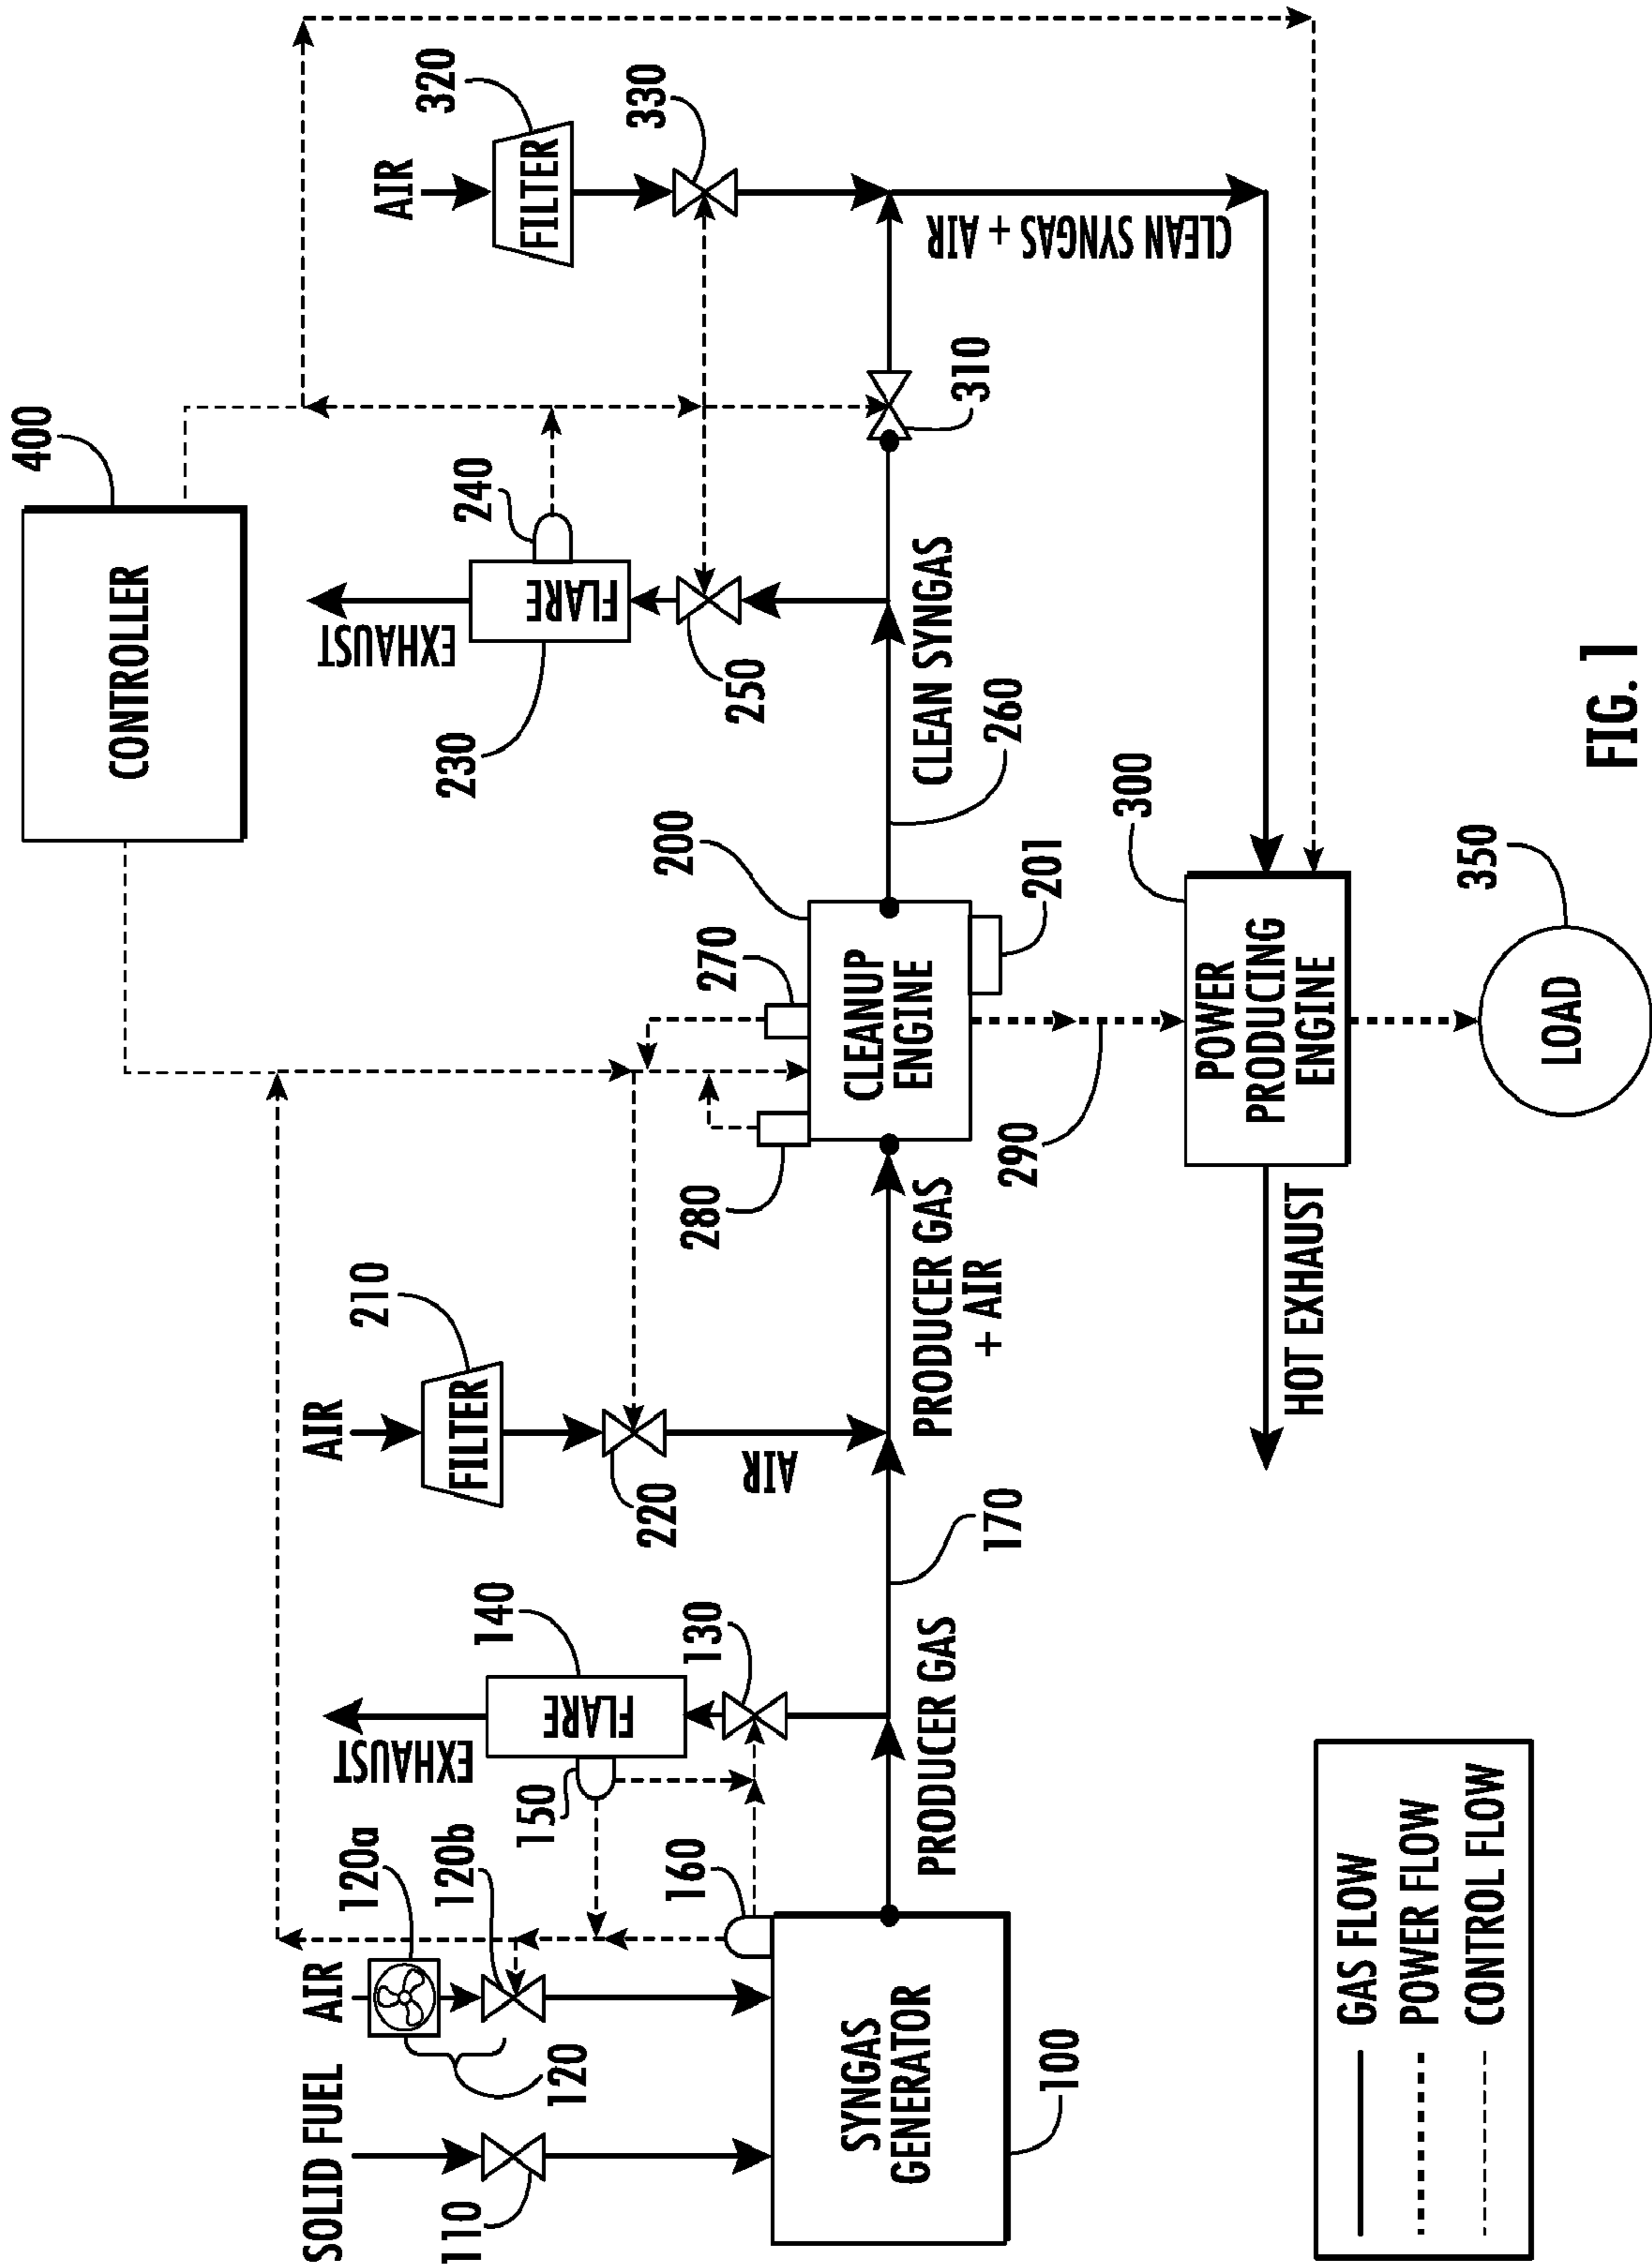 SOLID FUEL
AIR
120a
120b
120
110
SYNGAS
GENERATOR
100
160
150
EXHAUST
FLARE
140
130
PRODUCER GAS
170
AIR
FILTER
210
220
AIR
PRODUCER GAS
+ AIR
280
270
200
CLEANUP
ENGINE
201
290
CONTROLLER
400
EXHAUST
FLARE
230
240
250
CLEAN SYNGAS
260
310
AIR
FILTER
320
330
CLEAN SYNGAS + AIR
300
POWER
PRODUCING
ENGINE
HOT EXHAUST
LOAD
350
GAS FLOW
POWER FLOW
CONTROL FLOW
FIG. 1